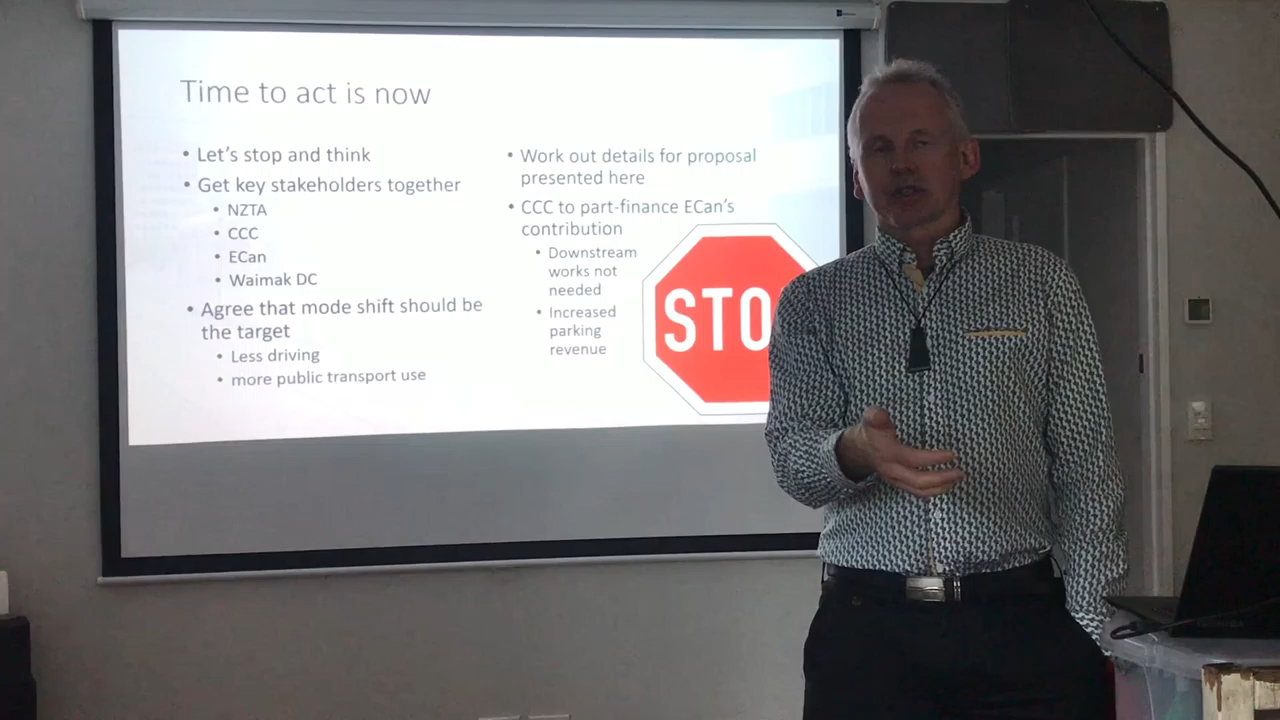 Time to act is now
• Let's stop and think
• Get key stakeholders together
• NZTA
• CCC
• ECan
• Waimak DC
• Agree that mode shift should be
the target
• Less driving
• more public transport use
• Work out details for proposal
presented here
• CCC to part-finance ECan's
contribution
• Downstream
works not
needed
• Increased
parking
revenue
STO